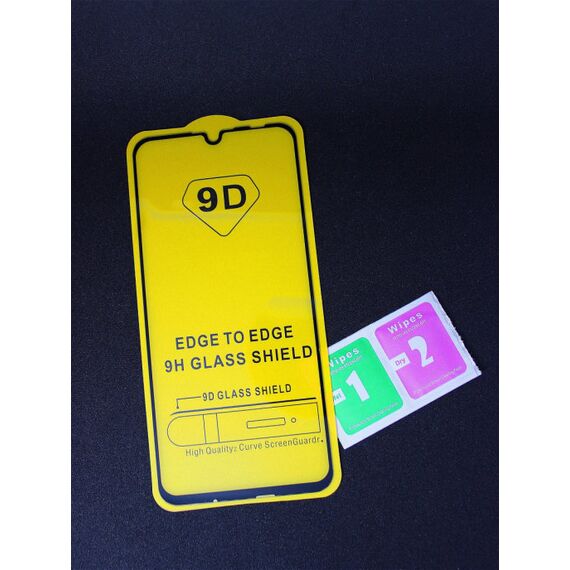 9D
EDGE TO EDGE
9H GLASS SHIELD
9D GLASS SHIELD
High Quality: Curve ScreenGuardr.
Wipes
1
Wipes
Dry
2